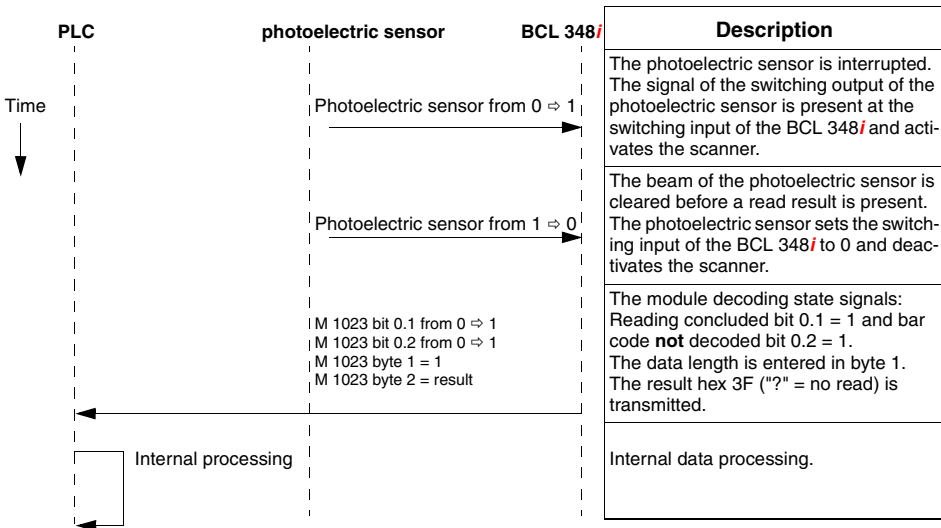 PLC photoelectric sensor BCL 348i Description
The photoelectric sensor is interrupted.
The signal of the switching output of the
photoelectric sensor is present at the
switching input of the BCL 348i and acti-
vates the scanner.
Time
Photoelectric sensor from 0 ⇨ 1
The beam of the photoelectric sensor is
cleared before a read result is present.
The photoelectric sensor sets the switch-
ing input of the BCL 348i to 0 and deac-
tivates the scanner.
Photoelectric sensor from 1 ⇨ 0
The module decoding state signals:
Reading concluded bit 0.1 = 1 and bar
code not decoded bit 0.2 = 1.
The data length is entered in byte 1.
The result hex 3F ("?" = no read) is
transmitted.
M 1023 bit 0.1 from 0 ⇨ 1
M 1023 bit 0.2 from 0 ⇨ 1
M 1023 byte 1 = 1
M 1023 byte 2 = result
Internal processing
Internal data processing.